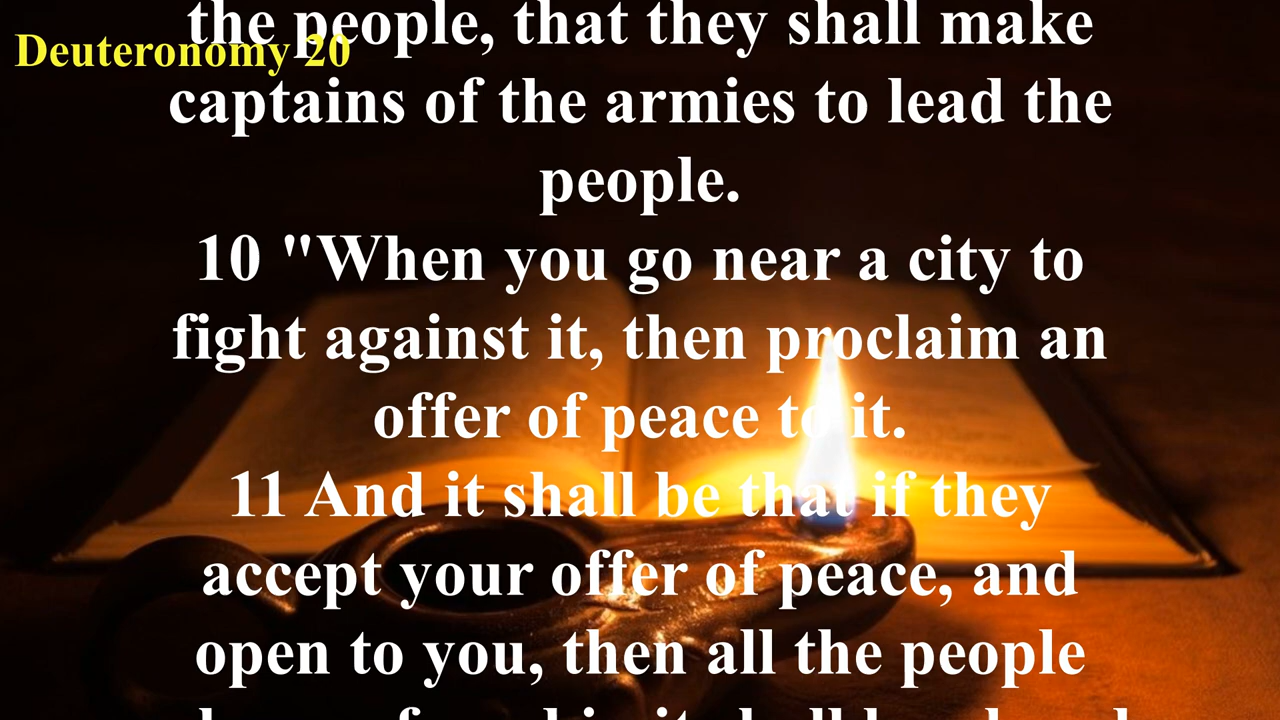 Deuteronomy 20
the people, that they shall make
captains of the armies to lead the
people.
10 "When you go near a city to
fight against it, then proclaim an
offer of peace to it.
11 And it shall be that if they
accept your offer of peace, and
open to you, then all the people